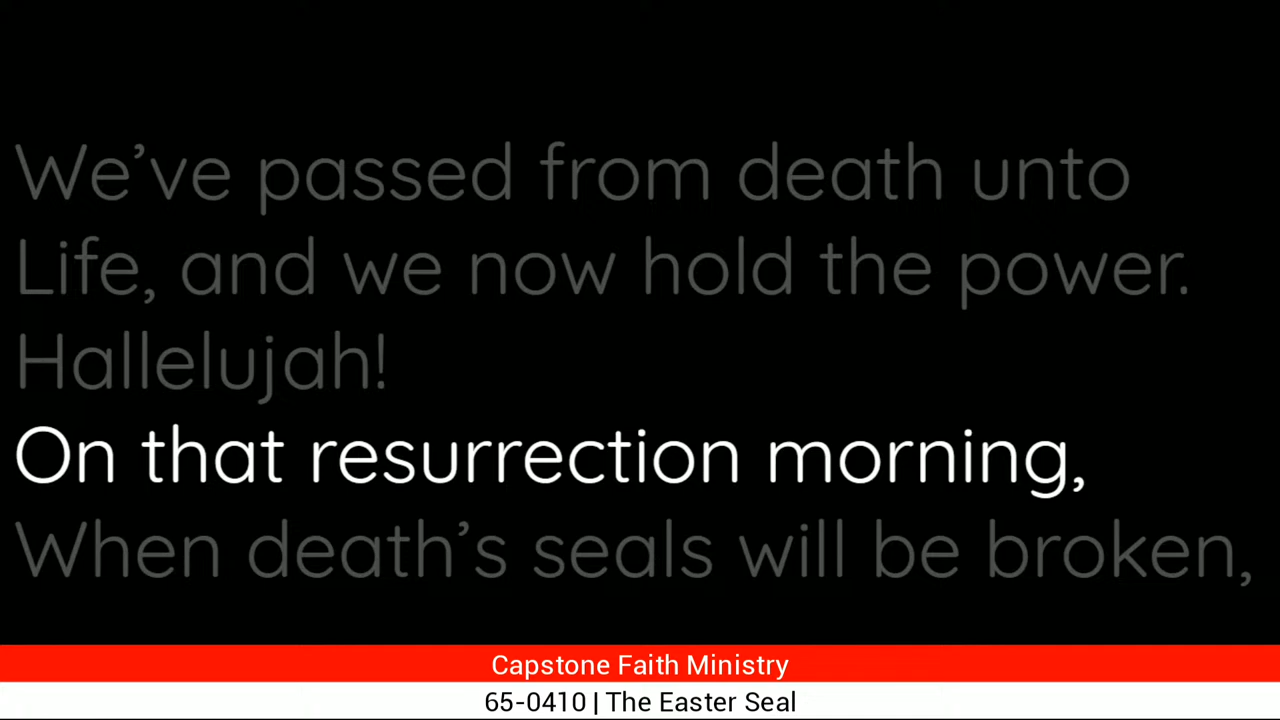 We’ve passed from death unto
Life, and we now hold the power.
Hallelujah!
On that resurrection morning,
When death’s seals will be broken,
Capstone Faith Ministry
65-0410 | The Easter Seal